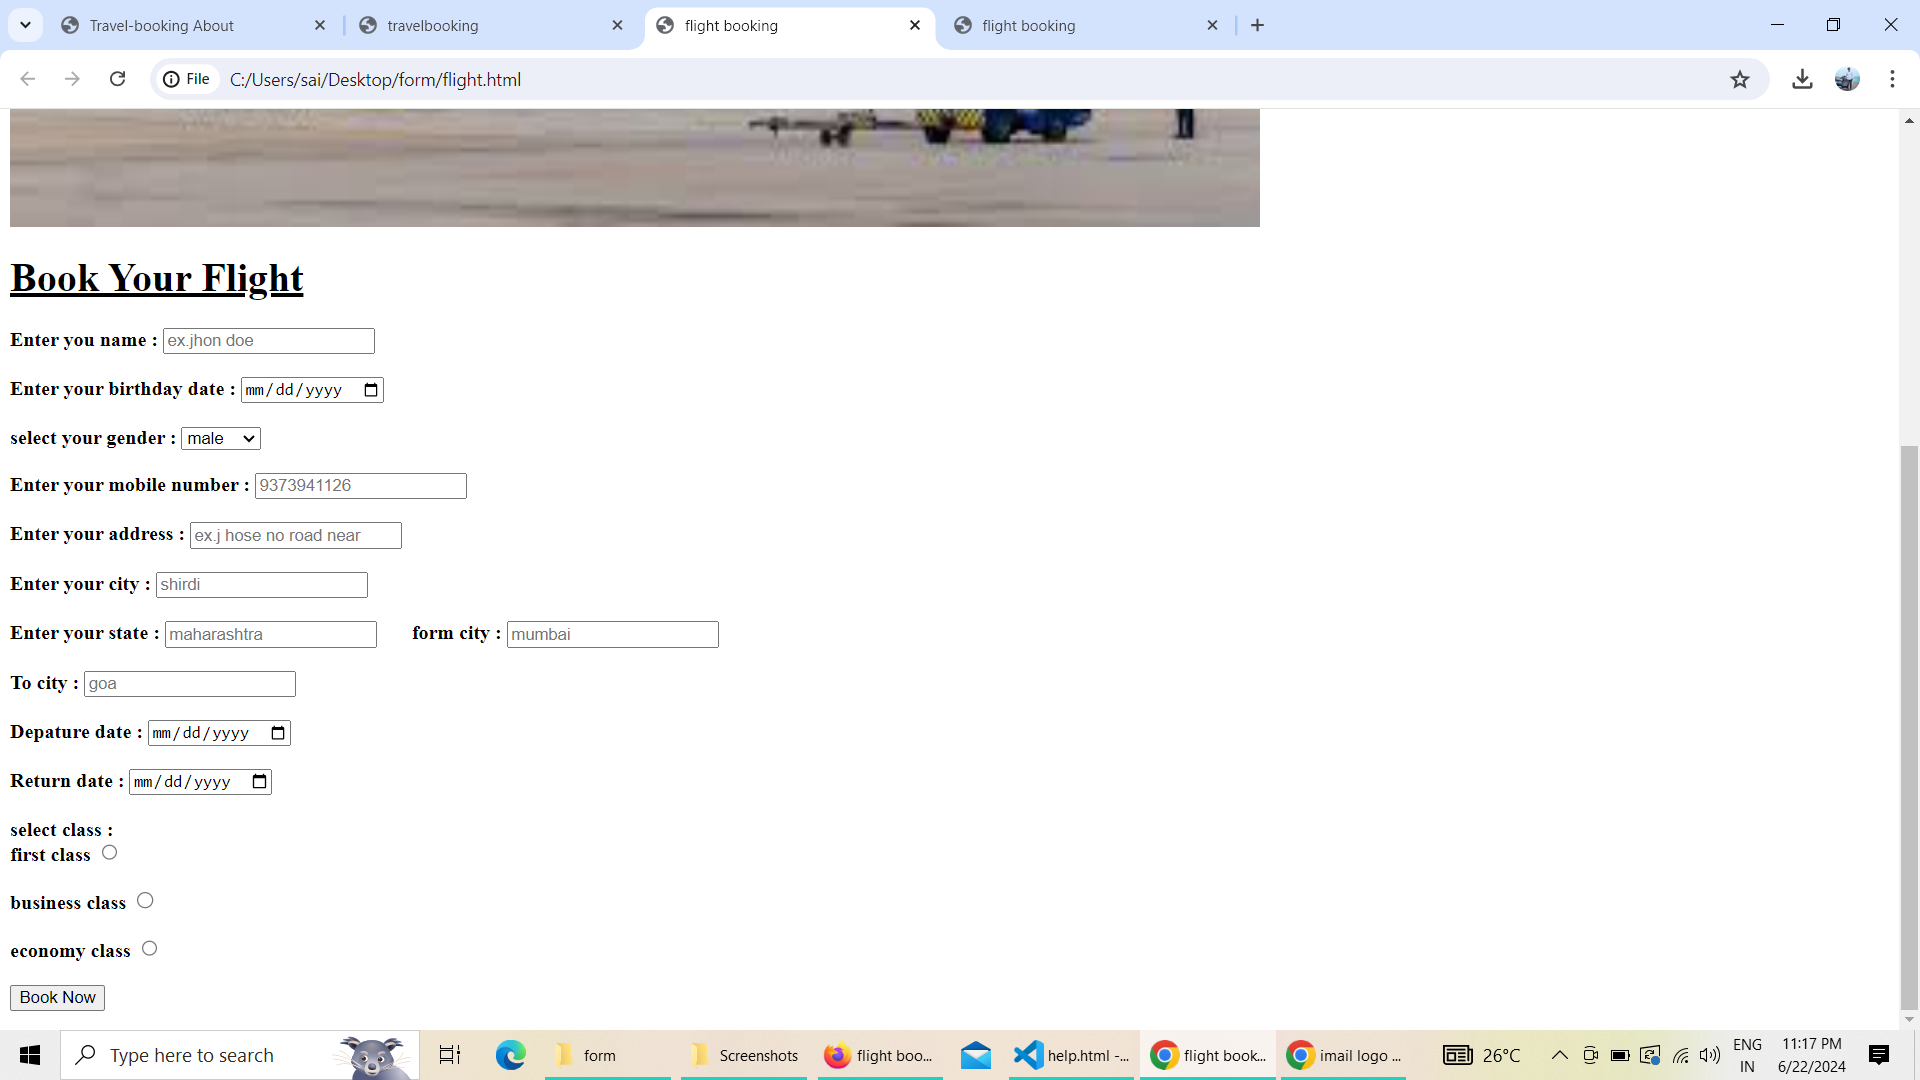 Travel-booking About
travelbooking
flight booking
flight booking
File
C:/Users/sai/Desktop/form/flight.html
Book Your Flight
Enter you name : ex.jhon doe
Enter your birthday date : mm/dd/yyyy
select your gender : male
Enter your mobile number : 9373941126
Enter your address : ex.j hose no road near
Enter your city : shirdi
Enter your state : maharashtra form city : mumbai
To city : goa
Depature date : mm/dd/yyyy
Return date : mm/dd/yyyy
select class :
first class
business class
economy class
Book Now
Type here to search
form
Screenshots
flight boo...
help.html -...
flight book...
imail logo ...
26°C
ENG
IN
11:17 PM
6/22/2024